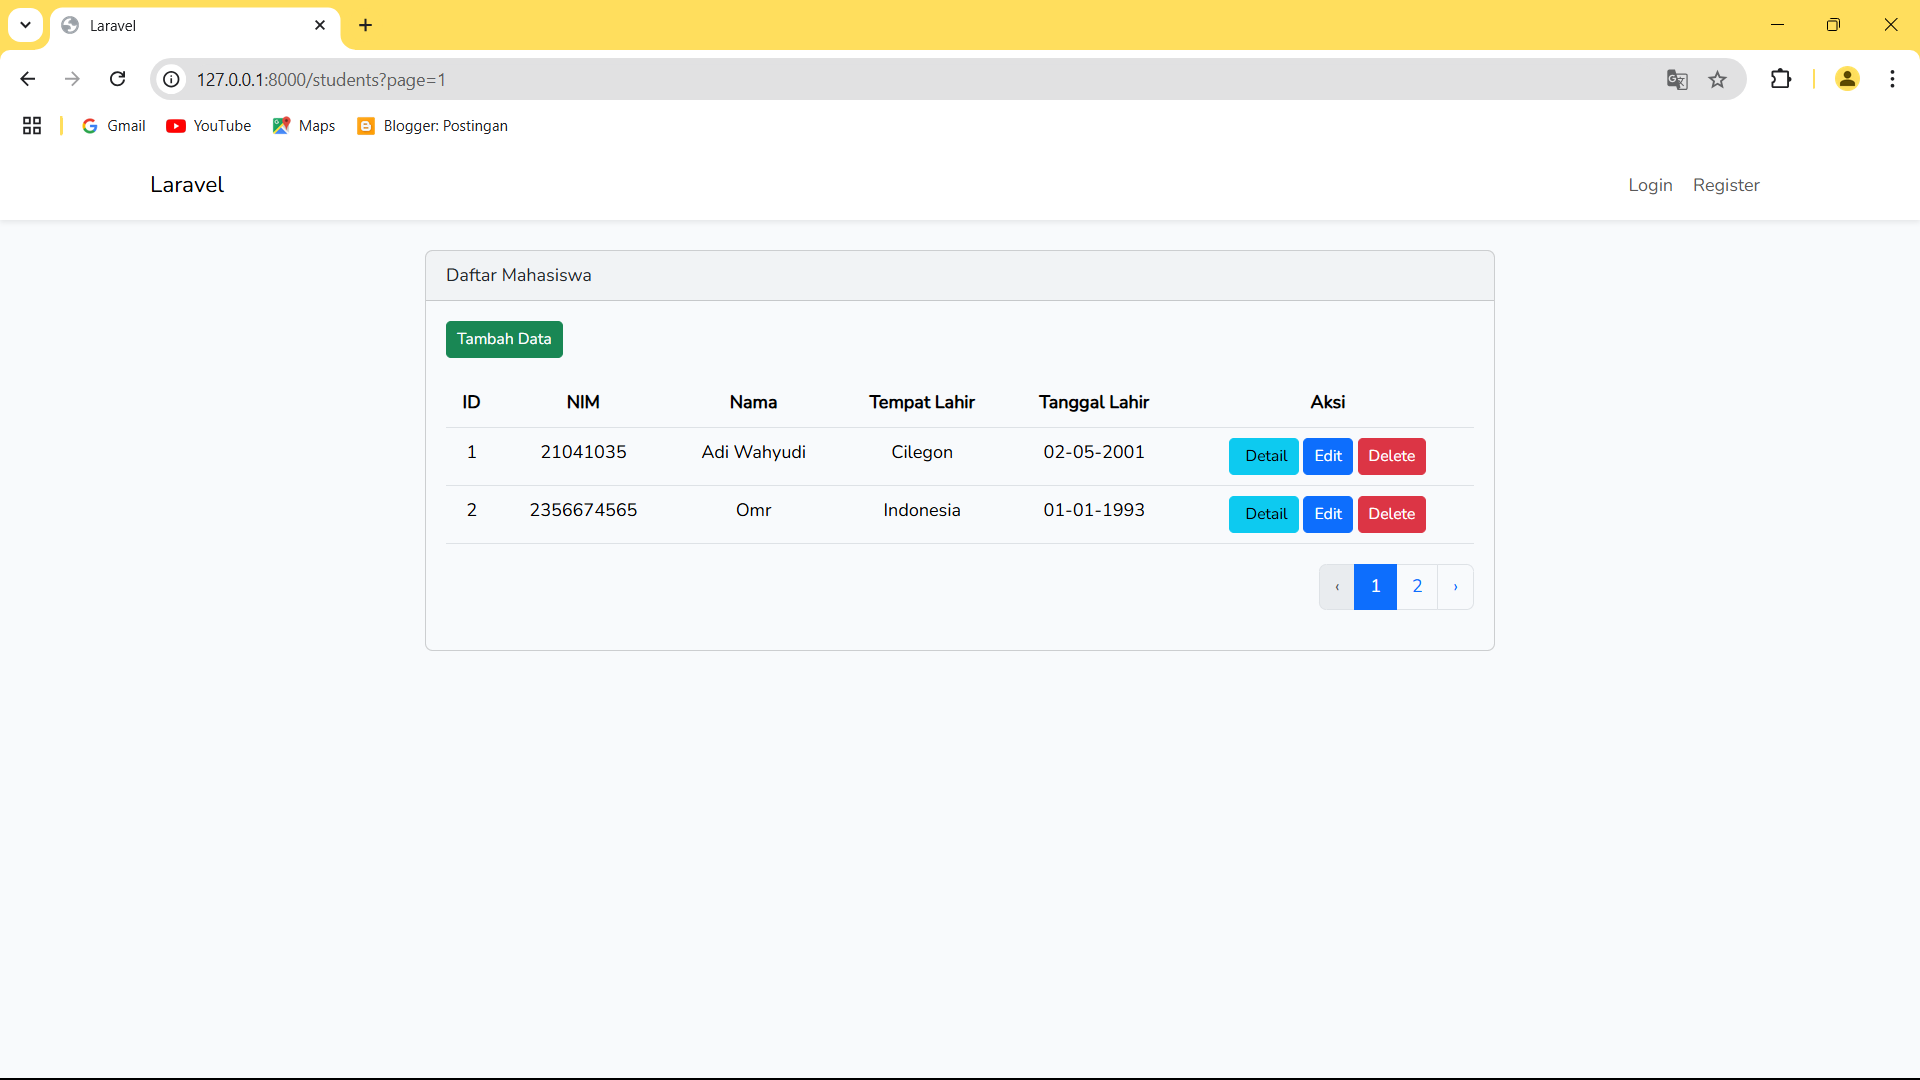 Laravel
127.0.0.1:8000/students?page=1
Gmail YouTube Maps Blogger: Postingan
Laravel Login Register
Daftar Mahasiswa
Tambah Data
ID NIM Nama Tempat Lahir Tanggal Lahir Aksi
1 21041035 Adi Wahyudi Cilegon 02-05-2001 Detail Edit Delete
2 2356674565 Omr Indonesia 01-01-1993 Detail Edit Delete
‹ 1 2 ›